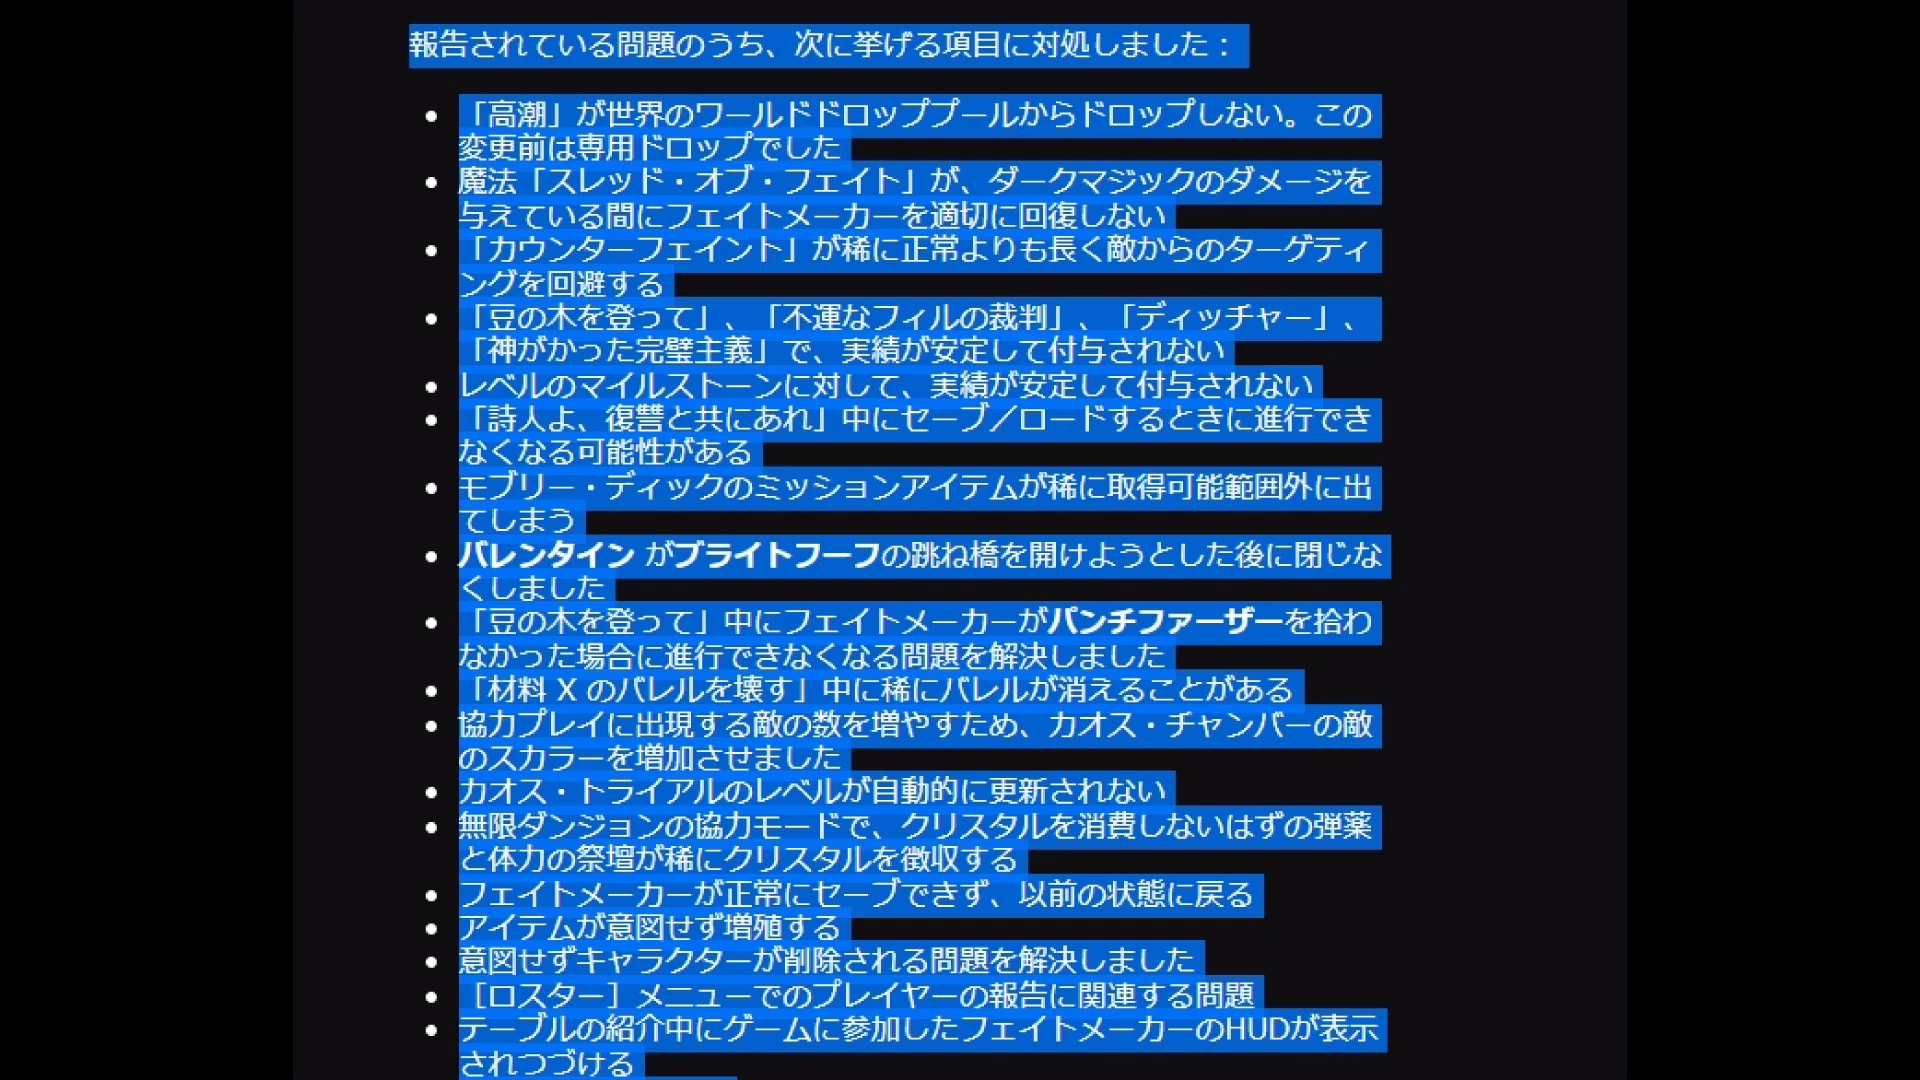 報告されている問題のうち、次に挙げる項目に対処しました：
「高潮」が世界のワールドドロッププールからドロップしない。この
変更前は専用ドロップでした
魔法「スレッド・オブ・フェイト」が、ダークマジックのダメージを
与えている間にフェイトメーカーを適切に回復しない
「カウンターフェイント」が稀に正常よりも長く敵からのターゲティ
ングを回避する
「豆の木を登って」、「不運なフィルの裁判」、「ディッチャー」、
「神がかった完璧主義」で、実績が安定して付与されない
レベルのマイルストーンに対して、実績が安定して付与されない
「詩人よ、復讐と共にあれ」中にセーブ／ロードするときに進行でき
なくなる可能性がある
モブリー・ディックのミッションアイテムが稀に取得可能範囲外に出
てしまう
バレンタイン がブライトフーフの跳ね橋を開けようとした後に閉じな
くしました
「豆の木を登って」中にフェイトメーカーがパンチファーザーを拾わ
なかった場合に進行できなくなる問題を解決しました
「材料 X のバレルを壊す」中に稀にバレルが消えることがある
協力プレイに出現する敵の数を増やすため、カオス・チャンバーの敵
のスカラーを増加させました
カオス・トライアルのレベルが自動的に更新されない
無限ダンジョンの協力モードで、クリスタルを消費しないはずの弾薬
と体力の祭壇が稀にクリスタルを徴収する
フェイトメーカーが正常にセーブできず、以前の状態に戻る
アイテムが意図せず増殖する
意図せずキャラクターが削除される問題を解決しました
［ロスター］メニューでのプレイヤーの報告に関連する問題
テーブルの紹介中にゲームに参加したフェイトメーカーのHUDが表示
されつづける